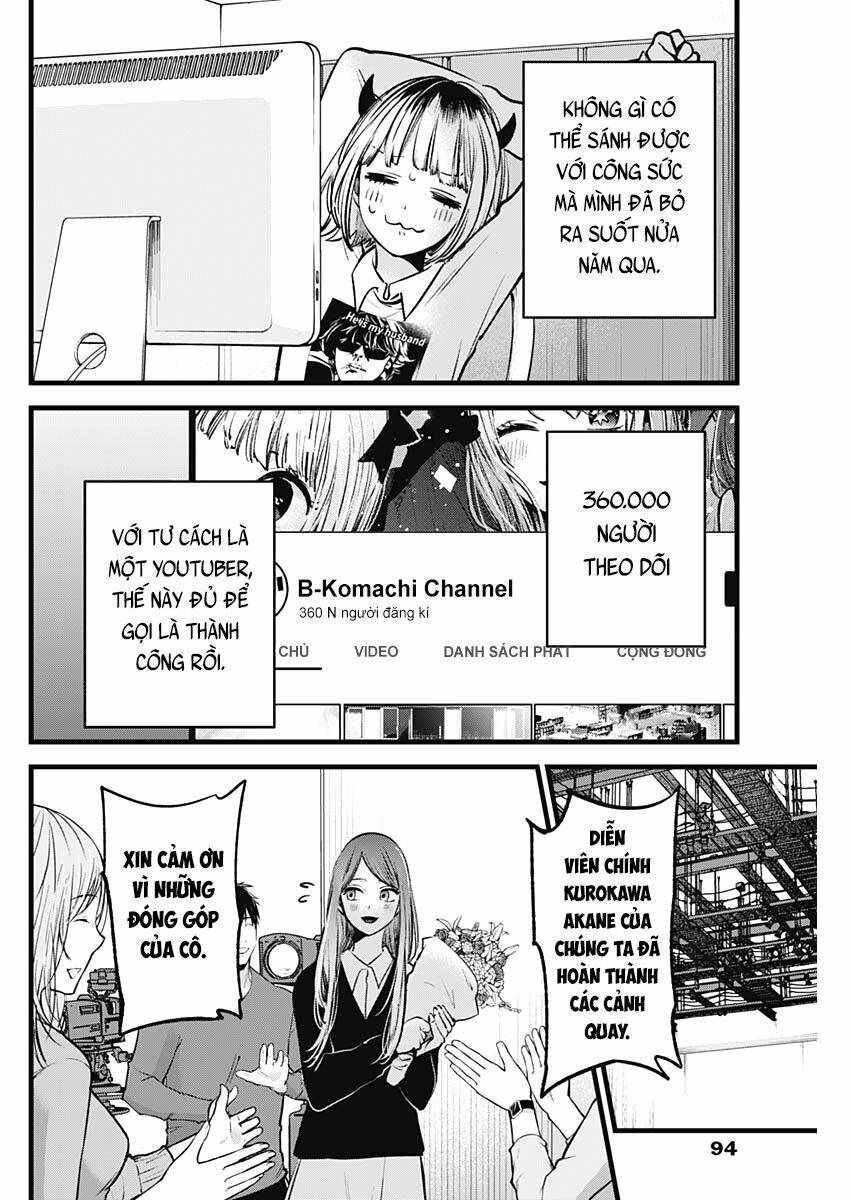 KHÔNG GÌ CÓ
THỂ SÁNH ĐƯỢC
VỚI CÔNG SỨC
MÀ MÌNH ĐÃ BỎ
RA SUỐT NỬA
NĂM QUA.
He is my husband
360.000
NGƯỜI
THEO DÕI
VỚI TƯ CÁCH LÀ
MỘT YOUTUBER,
THẾ NÀY ĐỦ ĐỂ
GỌI LÀ THÀNH
CÔNG RỒI.
B-Komachi Channel
360 N người đăng kí
CHỦ VIDEO DANH SÁCH PHÁT CỘNG ĐỒNG
DIỄN
VIÊN CHÍNH
KUROKAWA
AKANE CỦA
CHÚNG TA ĐÃ
HOÀN THÀNH
CÁC CẢNH
QUAY.
XIN CẢM ƠN
VÌ NHỮNG
ĐÓNG GÓP
CỦA CÔ.
94